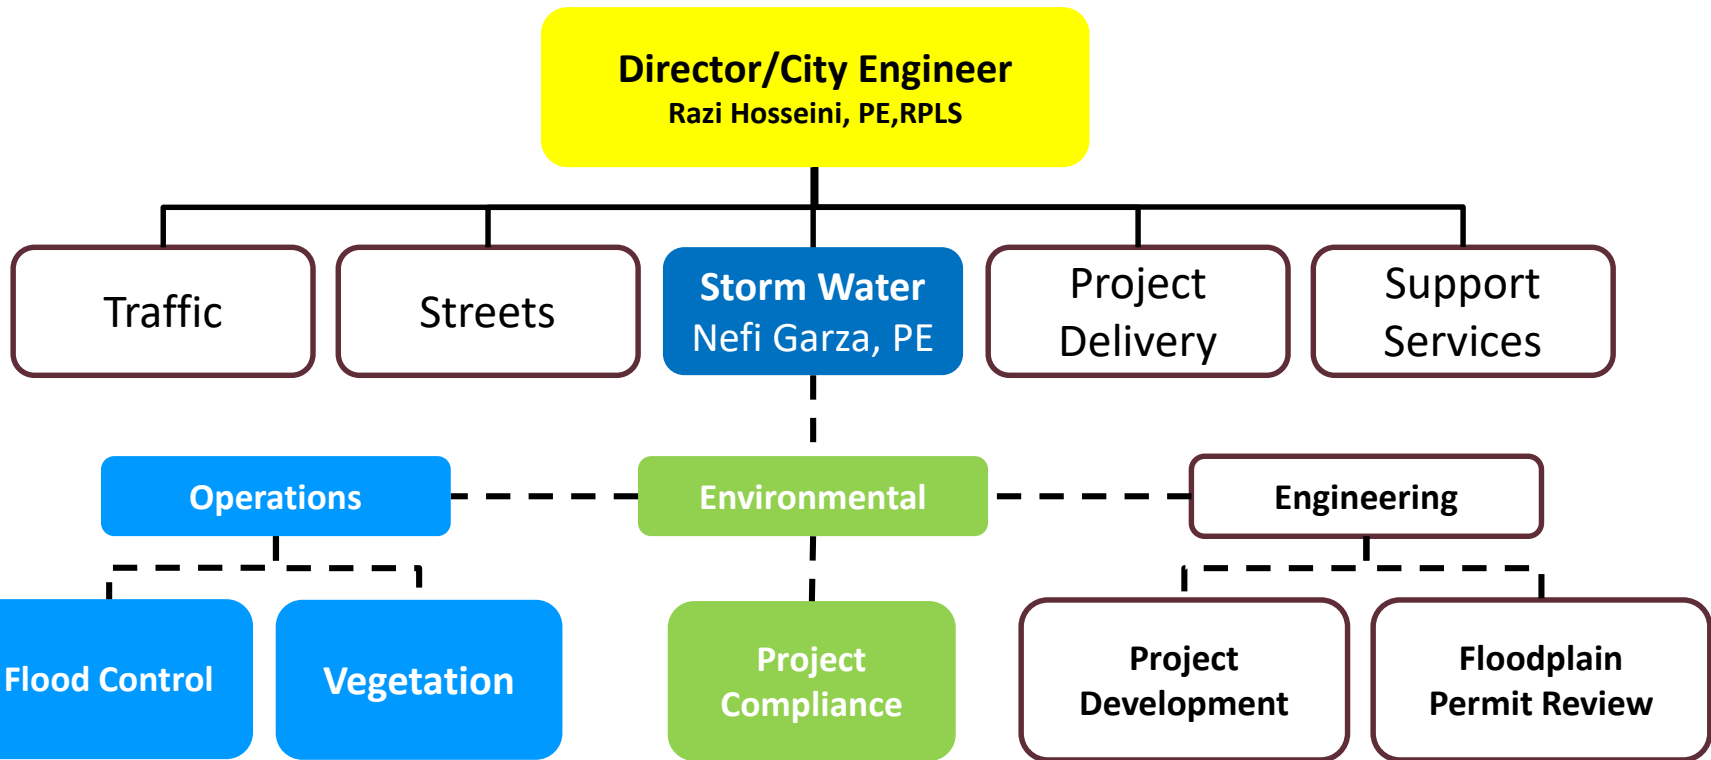 Director/City Engineer
Razi Hosseini, PE,RPLS
Traffic
Streets
Storm Water
Nefi Garza, PE
Project
Delivery
Support
Services
Operations
Environmental
Engineering
Flood Control
Vegetation
Project
Compliance
Project
Development
Floodplain
Permit Review